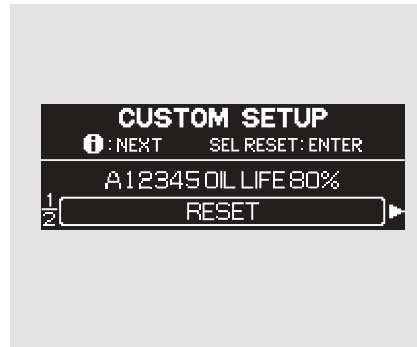 CUSTOM SETUP
i : NEXT SEL RESET: ENTER
A12345 OIL LIFE 80%
1/2 RESET